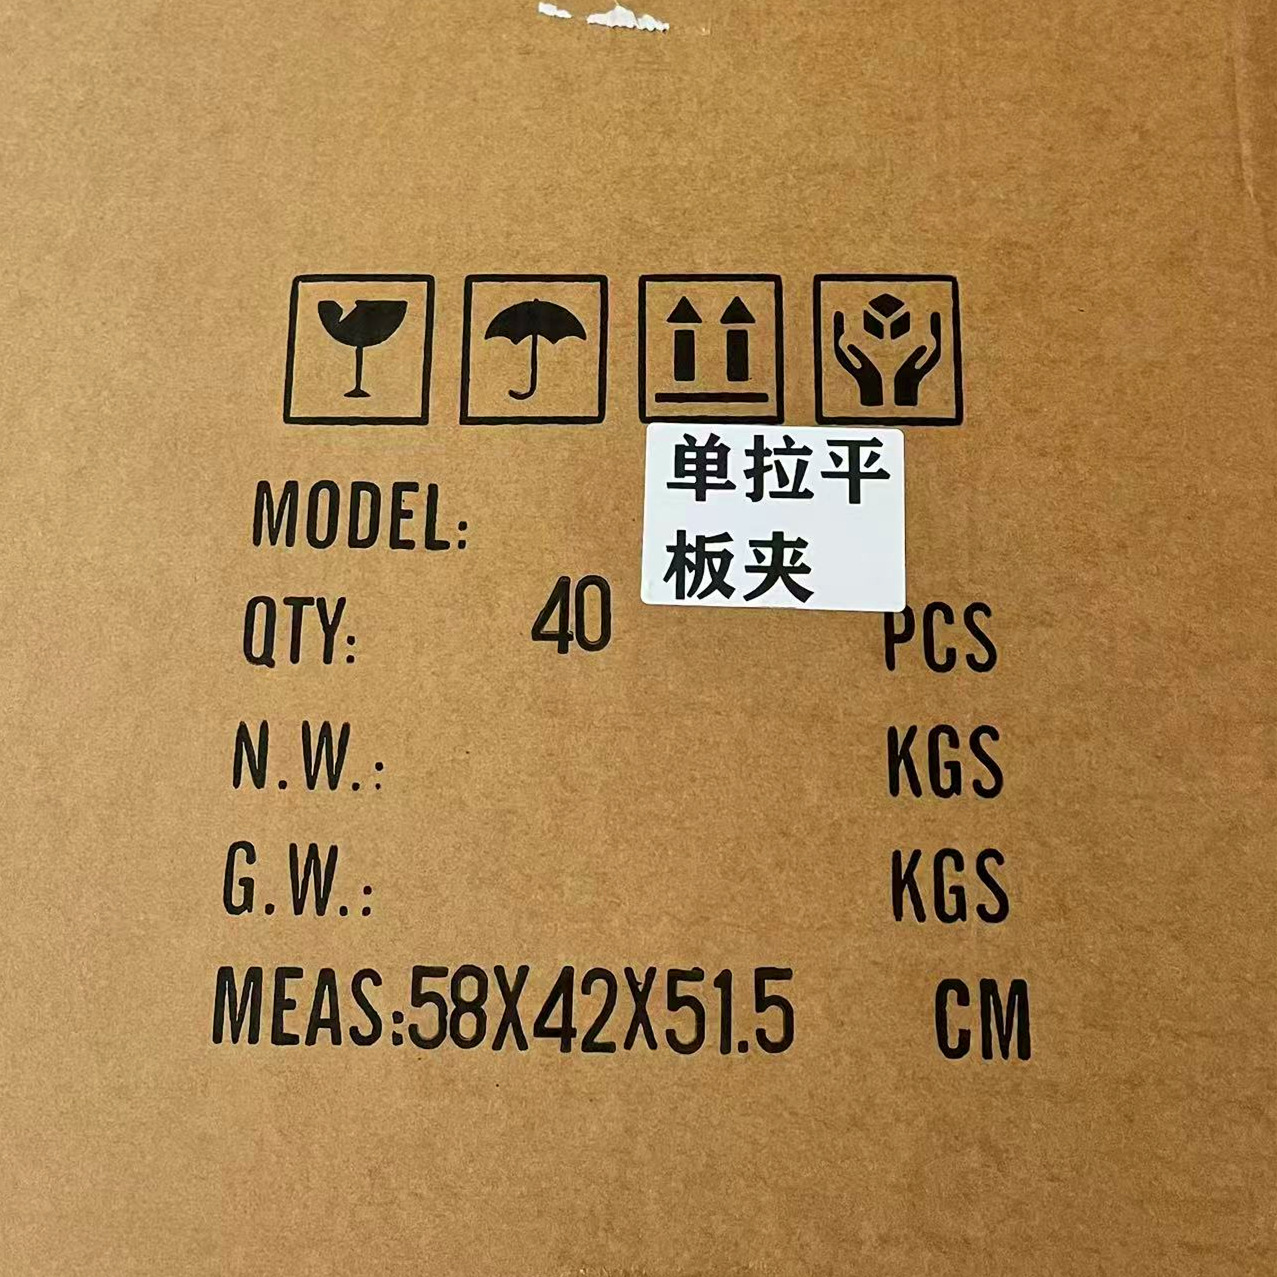 单拉平
板夹
MODEL:
QTY: 40 PCS
N.W.: KGS
G.W.: KGS
MEAS:58X42X51.5 CM